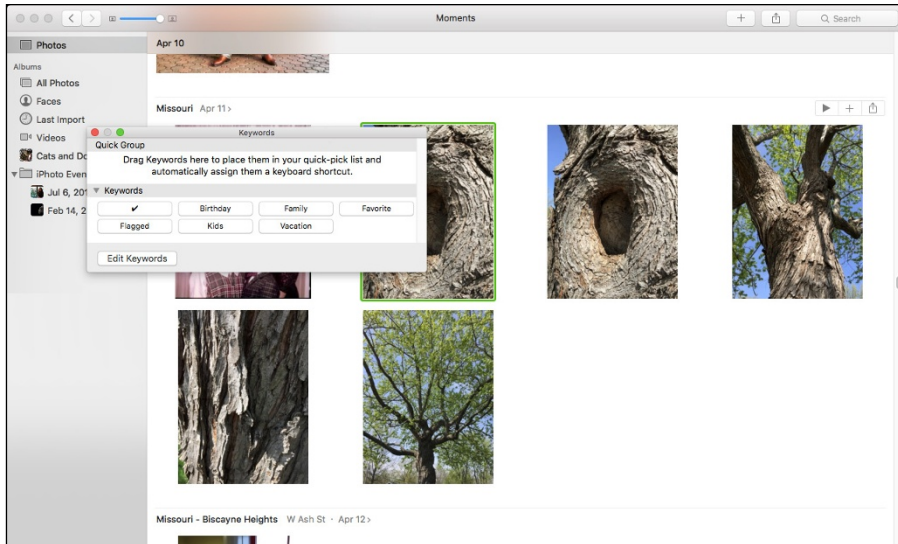 Moments
Search
Photos
Apr 10
Albums
All Photos
Faces
Last Import
Videos
Cats and Do
iPhoto Even
Jul 6, 201
Feb 14, 2
Missouri Apr 11 >
Keywords
Quick Group
Drag Keywords here to place them in your quick-pick list and
automatically assign them a keyboard shortcut.
Keywords
✔ Birthday Family Favorite
Flagged Kids Vacation
Edit Keywords
Missouri - Biscayne Heights W Ash St · Apr 12 >